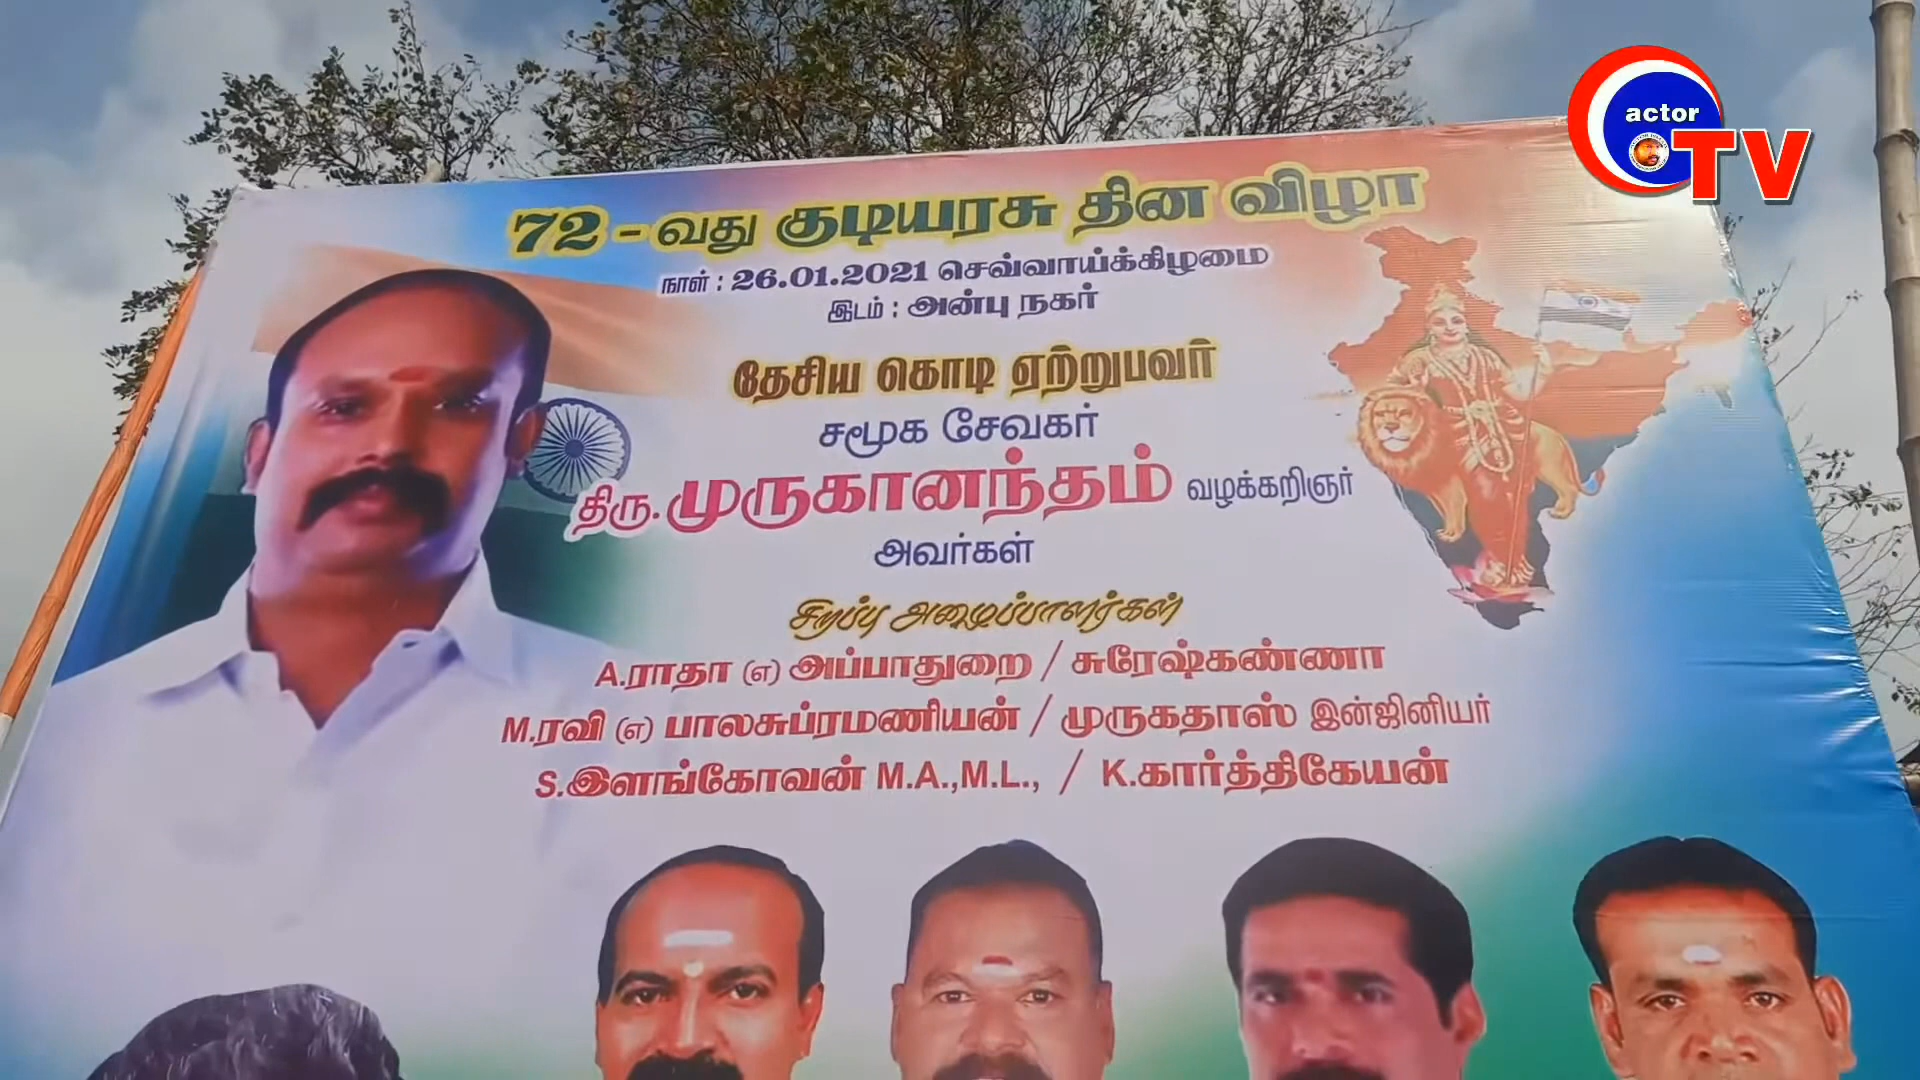 actor
TV
72 - வது குடியரசு தின விழா
நாள் : 26.01.2021 செவ்வாய்க்கிழமை
இடம் : அன்பு நகர்
தேசிய கொடி ஏற்றுபவர்
சமூக சேவகர்
திரு. முருகானந்தம் வழக்கறிஞர்
அவர்கள்
சிறப்பு அழைப்பாளர்கள்
A.ராதா (எ) அப்பாதுறை / சுரேஷ்கண்ணா
M.ரவி (எ) பாலசுப்ரமணியன் / முருகதாஸ் இன்ஜினியர்
S.இளங்கோவன் M.A.,M.L., / K.கார்த்திகேயன்